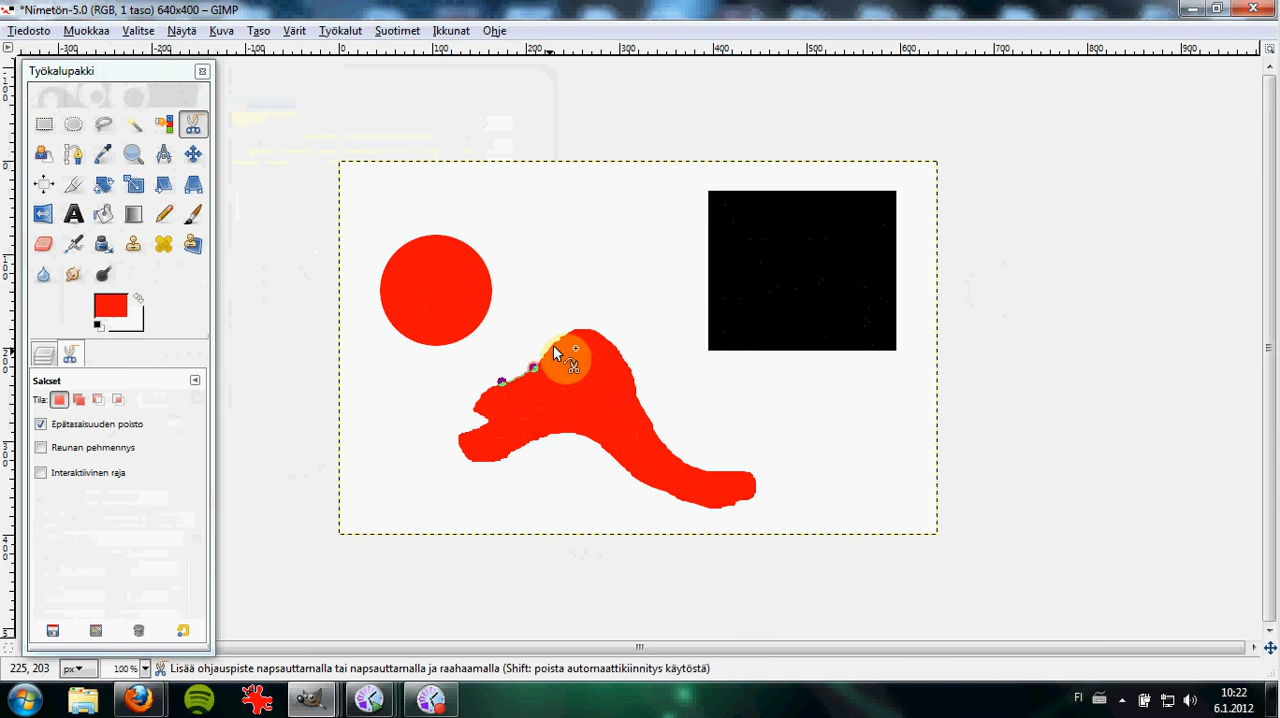 *Nimetön-5.0 (RGB, 1 taso) 640x400 – GIMP
Tiedosto Muokkaa Valitse Näytä Kuva Taso Värit Työkalut Suotimet Ikkunat Ohje
-300 -200 -100 0 100 200 300 400 500 600 700 800 900
Työkalupakki
Sakset
Tila:
Epätasaisuuden poisto
Reunan pehmennys
Interaktiivinen raja
225, 203 px 100 % Lisää ohjauspiste napsauttamalla tai napsauttamalla ja raahaamalla (Shift: poista automaattikiinnitys käytöstä)
FI 10:22
6.1.2012